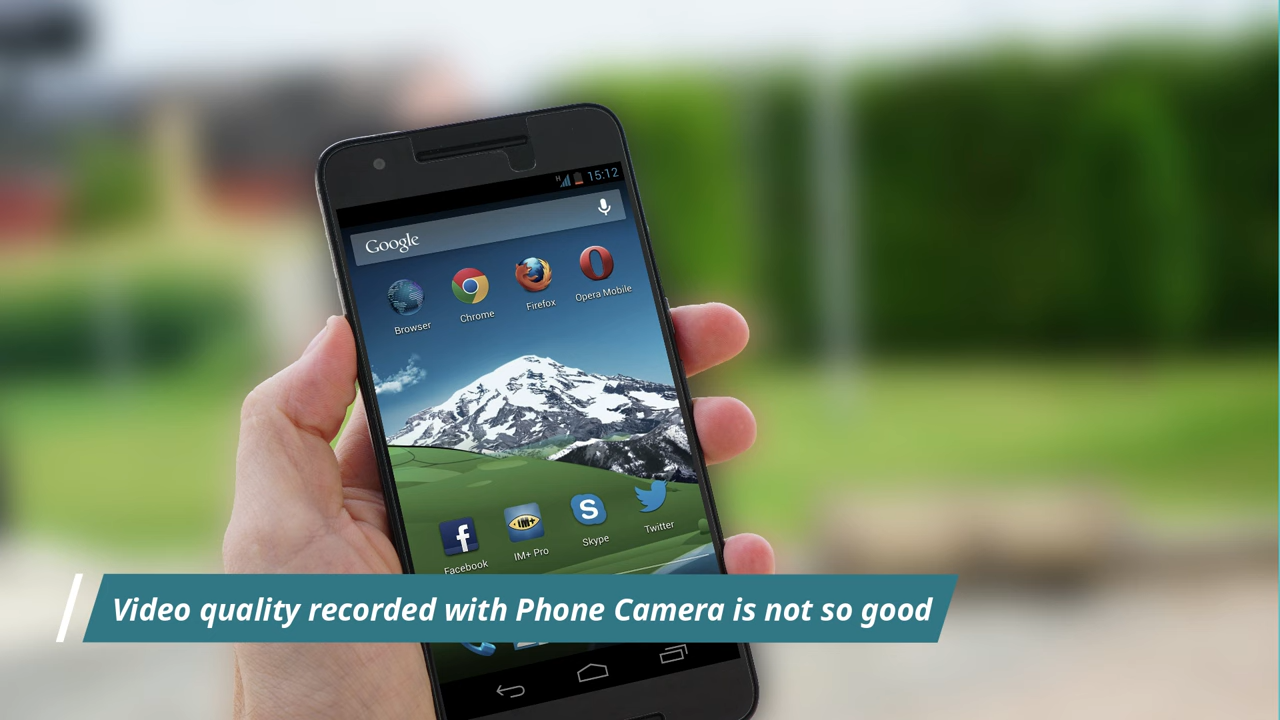 H 15:12
Google
Browser Chrome Firefox Opera Mobile
Facebook IM+ Pro Skype Twitter
Video quality recorded with Phone Camera is not so good